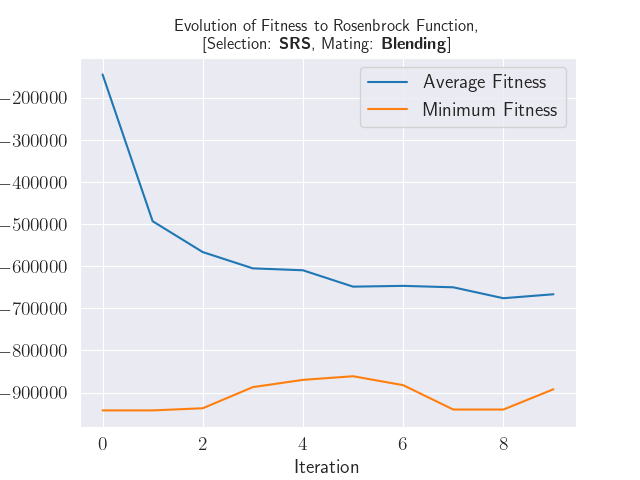 Evolution of Fitness to Rosenbrock Function,
[Selection: SRS, Mating: Blending]
Average Fitness
Minimum Fitness
−200000
−300000
−400000
−500000
−600000
−700000
−800000
−900000
0 2 4 6 8
Iteration